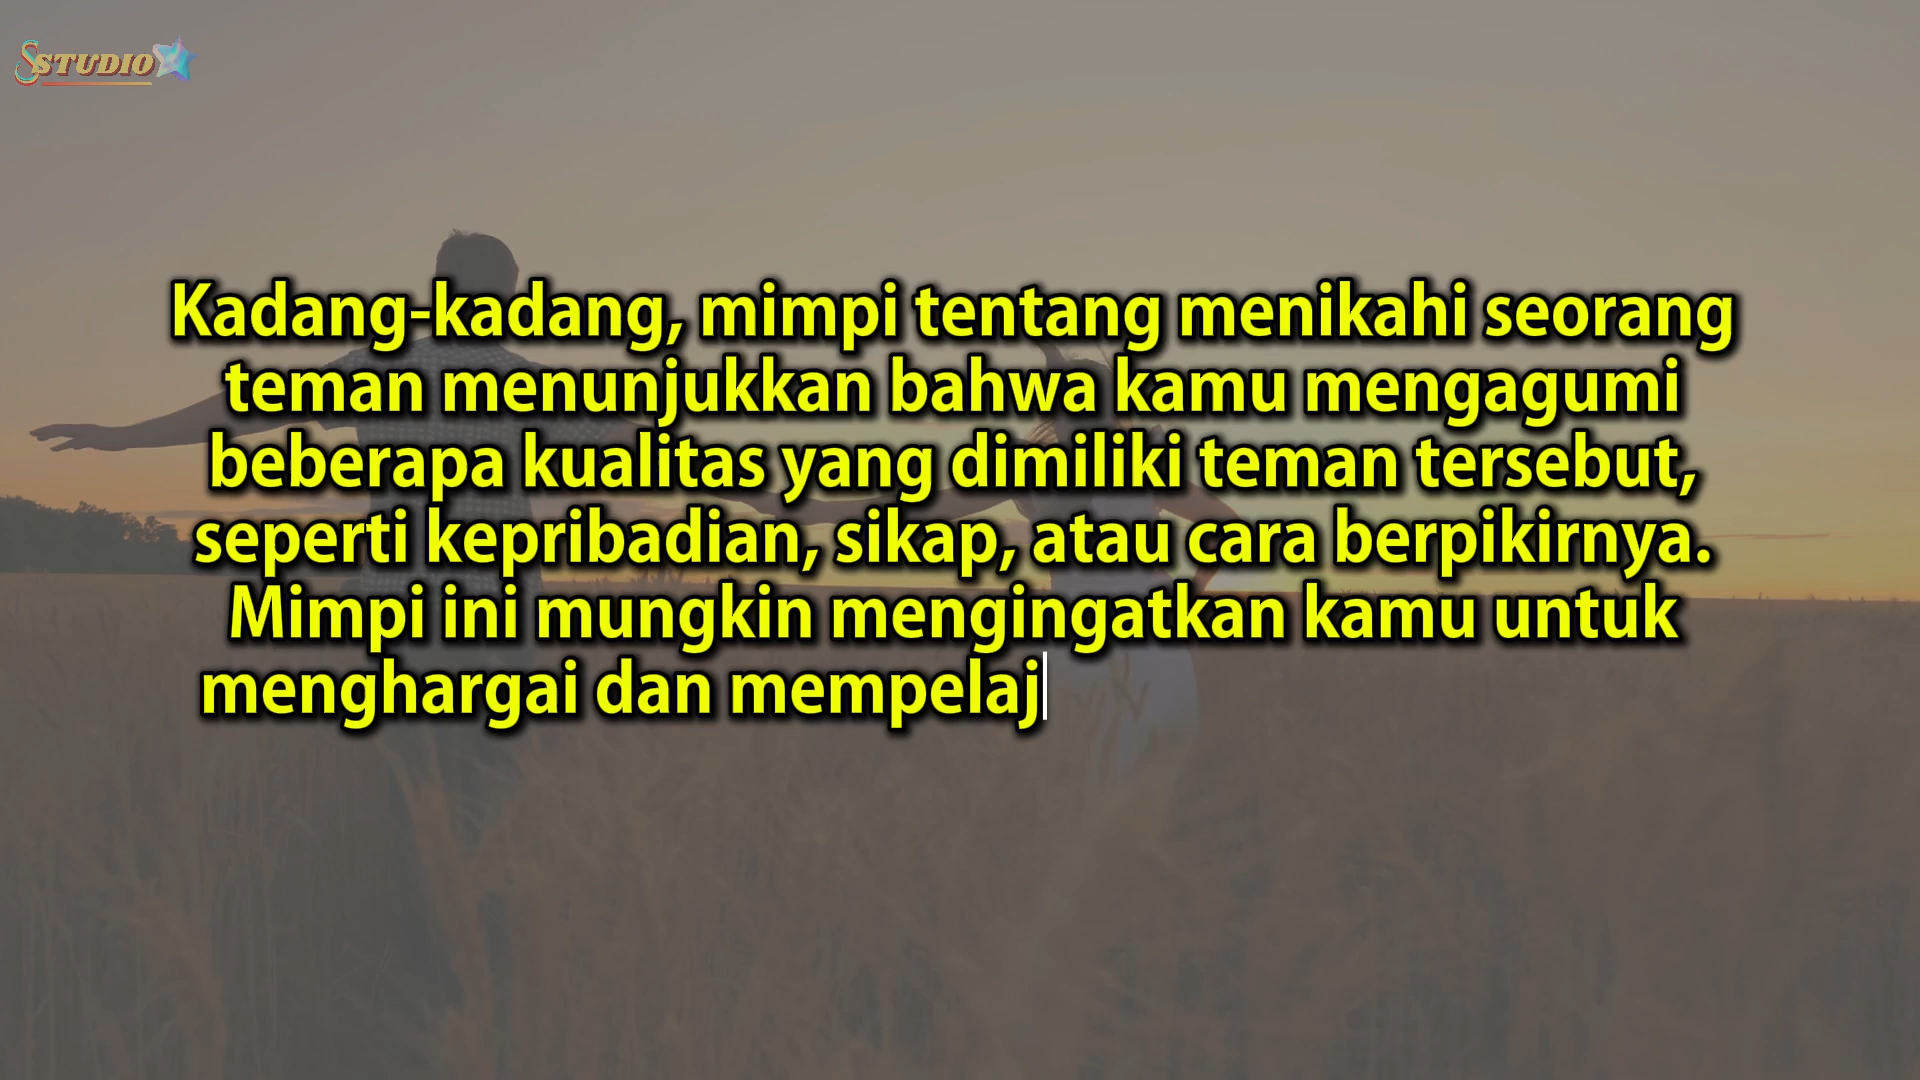 SSTUDIO
Kadang-kadang, mimpi tentang menikahi seorang
teman menunjukkan bahwa kamu mengagumi
beberapa kualitas yang dimiliki teman tersebut,
seperti kepribadian, sikap, atau cara berpikirnya.
Mimpi ini mungkin mengingatkan kamu untuk
menghargai dan mempelaj